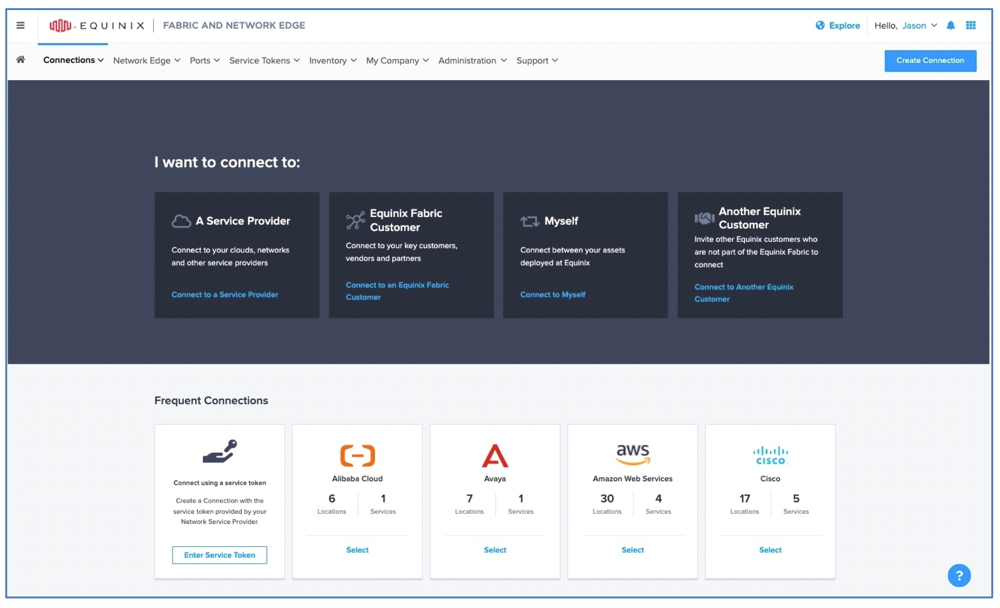 EQUINIX FABRIC AND NETWORK EDGE Explore Hello, Jason
Connections Network Edge Ports Service Tokens Inventory My Company Administration Support Create Connection
I want to connect to:
A Service Provider
Connect to your clouds, networks
and other service providers
Connect to a Service Provider
Equinix Fabric
Customer
Connect to your key customers,
vendors and partners
Connect to an Equinix Fabric
Customer
Myself
Connect between your assets
deployed at Equinix
Connect to Myself
Another Equinix
Customer
Invite other Equinix customers who
are not part of the Equinix Fabric to
connect
Connect to Another Equinix
Customer
Frequent Connections
Connect using a service token
Create a Connection with the
service token provided by your
Network Service Provider.
Enter Service Token
Alibaba Cloud
6 1
Locations Services
Select
Avaya
7 1
Locations Services
Select
aws
Amazon Web Services
30 4
Locations Services
Select
CISCO
Cisco
17 5
Locations Services
Select
?